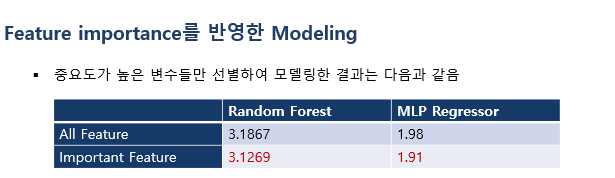 Feature importance를 반영한 Modeling
▪ 중요도가 높은 변수들만 선별하여 모델링한 결과는 다음과 같음
Random Forest MLP Regressor
All Feature 3.1867 1.98
Important Feature 3.1269 1.91